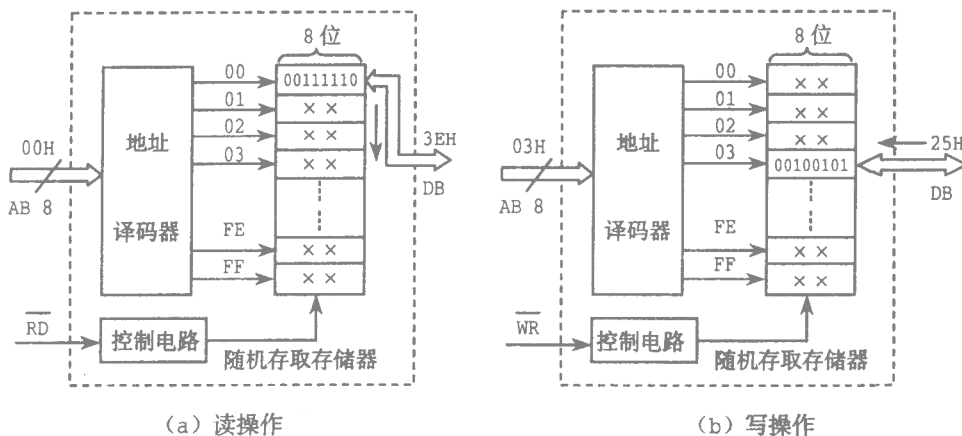 8 位
00
00111110
01
× ×
02
× ×
03
× ×
地址
译码器
00H
AB 8
3EH
DB
FE
× ×
FF
× ×
RD
控制电路
随机存取存储器
(a) 读操作
8 位
00
× ×
01
× ×
02
× ×
03
00100101
地址
译码器
03H
AB 8
25H
DB
FE
× ×
FF
× ×
WR
控制电路
随机存取存储器
(b) 写操作